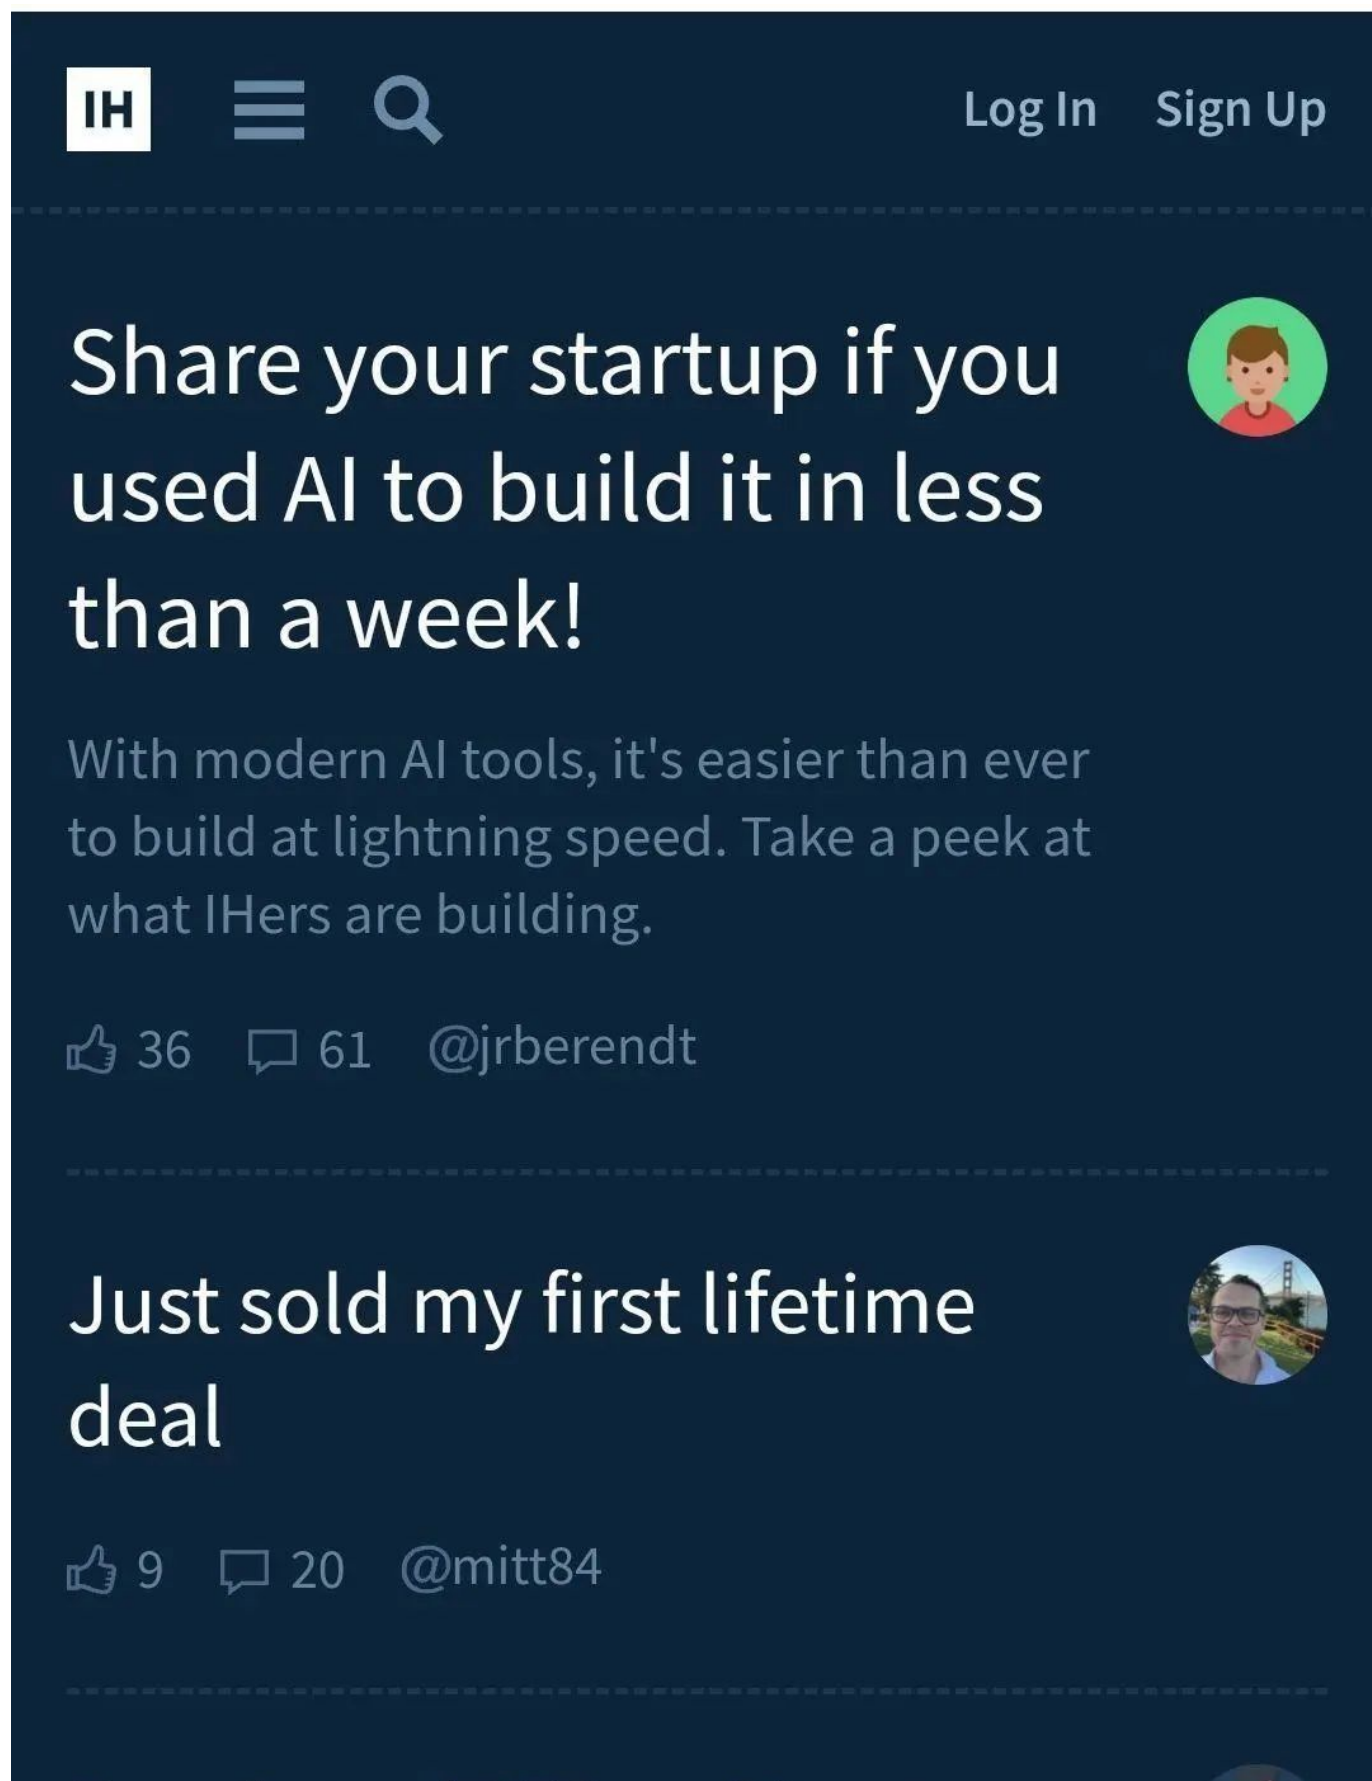 IH
Log In Sign Up
Share your startup if you
used AI to build it in less
than a week!
With modern AI tools, it's easier than ever
to build at lightning speed. Take a peek at
what IHers are building.
36 61 @jrberendt
Just sold my first lifetime
deal
9 20 @mitt84